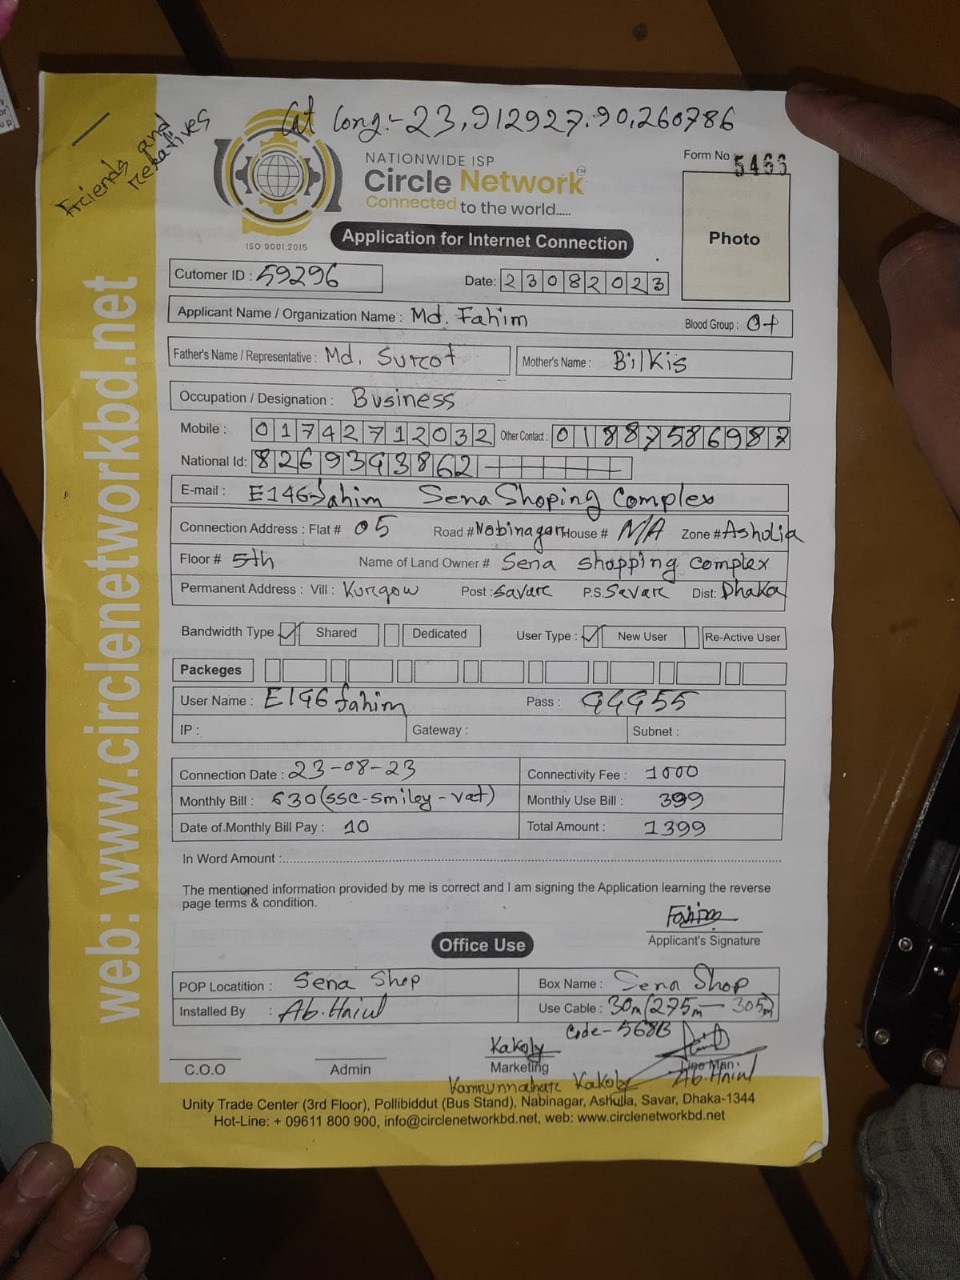 Friends and
Relatives
Lat long:- 23.912927.90.260786
NATIONWIDE ISP
Circle Network
Connected to the world.....
ISO 9001:2015
Form No 5466
Photo
Application for Internet Connection
Cutomer ID : 59296
Date: 23082023
Applicant Name / Organization Name : Md. Fahim
Blood Group : O+
Father's Name / Representative : Md. Surot
Mother's Name : Bilkis
Occupation / Designation : Business
Mobile : 01742712032 Other Contact : 01887586987
National Id: 8269393862
E-mail : E146fahim Sena Shoping Complex
Connection Address : Flat # 05 Road # Nobinagar House # N/A Zone # Ashulia
Floor # 5th Name of Land Owner # Sena shopping complex
Permanent Address : Vill : Kurgow Post : Savar P.S. Savar Dist: Dhaka
Bandwidth Type Shared Dedicated User Type : New User Re-Active User
Packeges
User Name : E146fahim Pass : 44455
IP : Gateway : Subnet :
Connection Date : 23-08-23 Connectivity Fee : 1000
Monthly Bill : 630 (ssc-smiley-vat) Monthly Use Bill : 399
Date of.Monthly Bill Pay : 10 Total Amount : 1399
In Word Amount :
The mentioned information provided by me is correct and I am signing the Application learning the reverse
page terms & condition.
Fahim
Applicant's Signature
Office Use
POP Locatition : Sena Shop Box Name : Sena Shop
Installed By : Ab. Use Cable : 30m (275m — 305m)
Code - 568B
Kakoly
C.O.O Admin Marketing Line Man
Kamrunnahar Kakoly Ab.
Unity Trade Center (3rd Floor), Pollibiddut (Bus Stand), Nabinagar, Ashulia, Savar, Dhaka-1344
Hot-Line: + 09611 800 900, info@circlenetworkbd.net, web: www.circlenetworkbd.net
web: www.circlenetworkbd.net